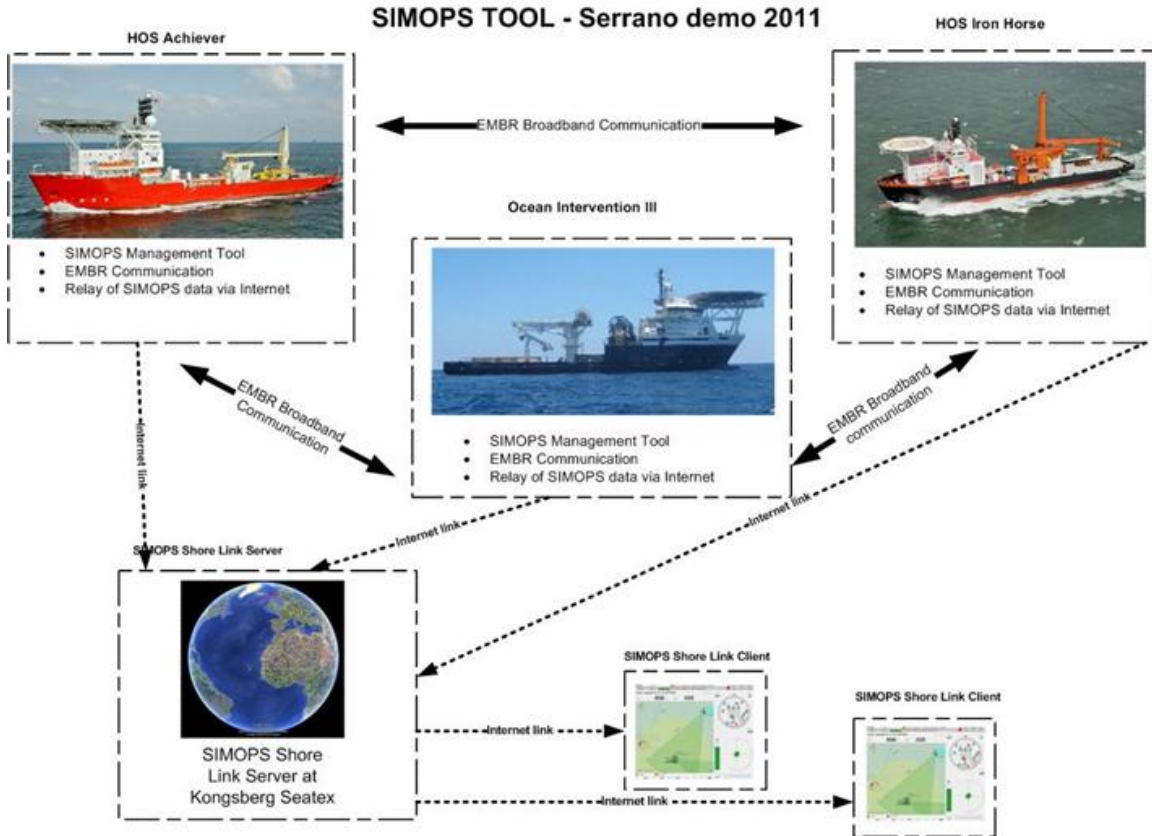 SIMOPS TOOL - Serrano demo 2011
HOS Achiever
HOS Iron Horse
EMBR Broadband Communication
Ocean Intervention III
• SIMOPS Management Tool
• EMBR Communication
• Relay of SIMOPS data via Internet
• SIMOPS Management Tool
• EMBR Communication
• Relay of SIMOPS data via Internet
• SIMOPS Management Tool
• EMBR Communication
• Relay of SIMOPS data via Internet
EMBR Broadband
Communication
EMBR Broadband
communication
Internet link
Internet link
Internet link
SIMOPS Shore Link Server
SIMOPS Shore
Link Server at
Kongsberg Seatex
SIMOPS Shore Link Client
SIMOPS Shore Link Client
Internet link
Internet link